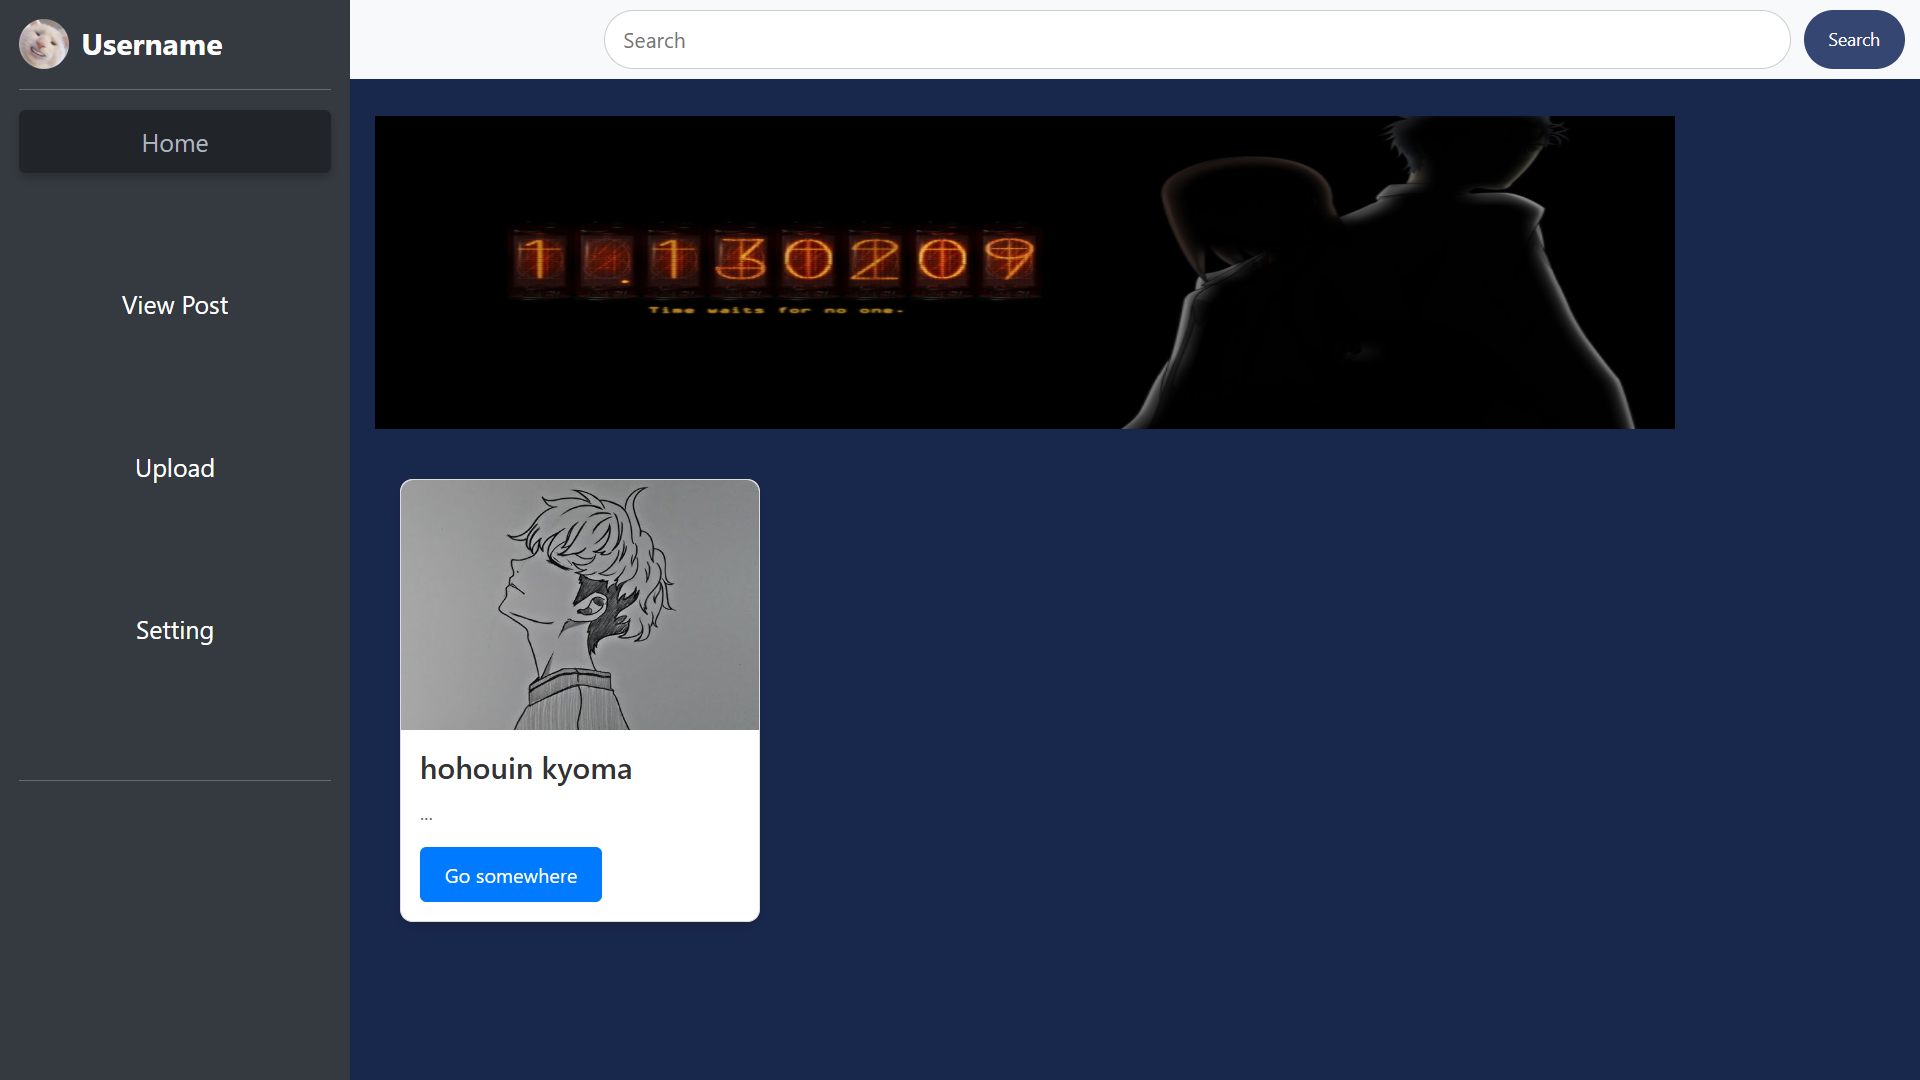 Username
Search
Search
Home
View Post
Upload
Setting
1.130209
Time waits for no one.
hohouin kyoma
...
Go somewhere